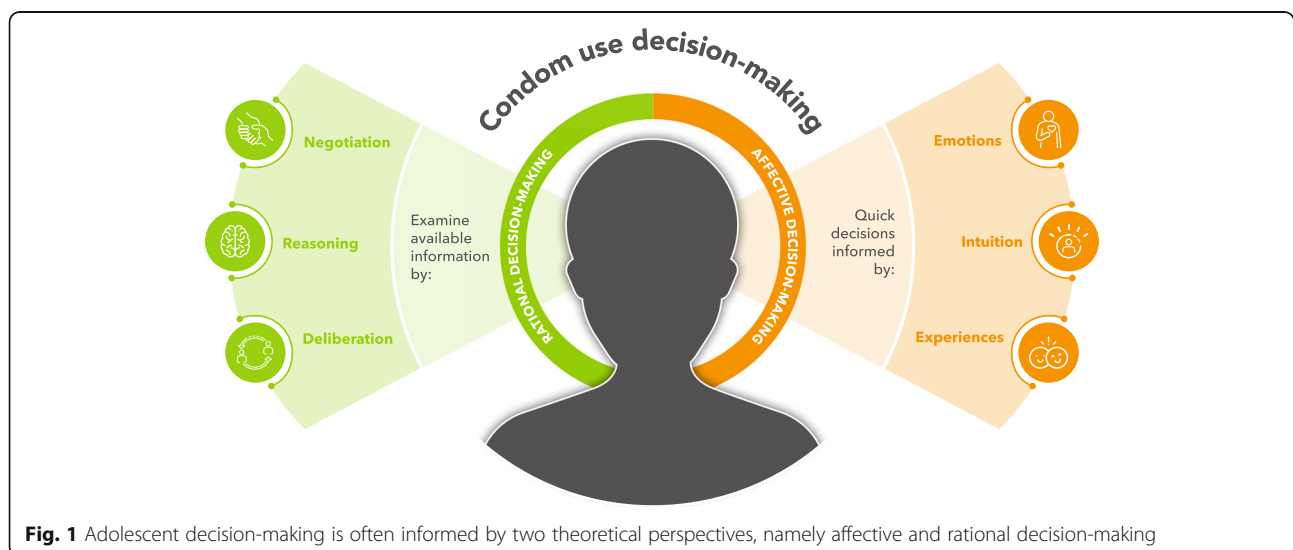 Condom use decision-making
RATIONAL DECISION-MAKING
AFFECTIVE DECISION-MAKING
Negotiation
Reasoning
Deliberation
Examine
available
information
by:
Quick
decisions
informed
by:
Emotions
Intuition
Experiences
Fig. 1 Adolescent decision-making is often informed by two theoretical perspectives, namely affective and rational decision-making